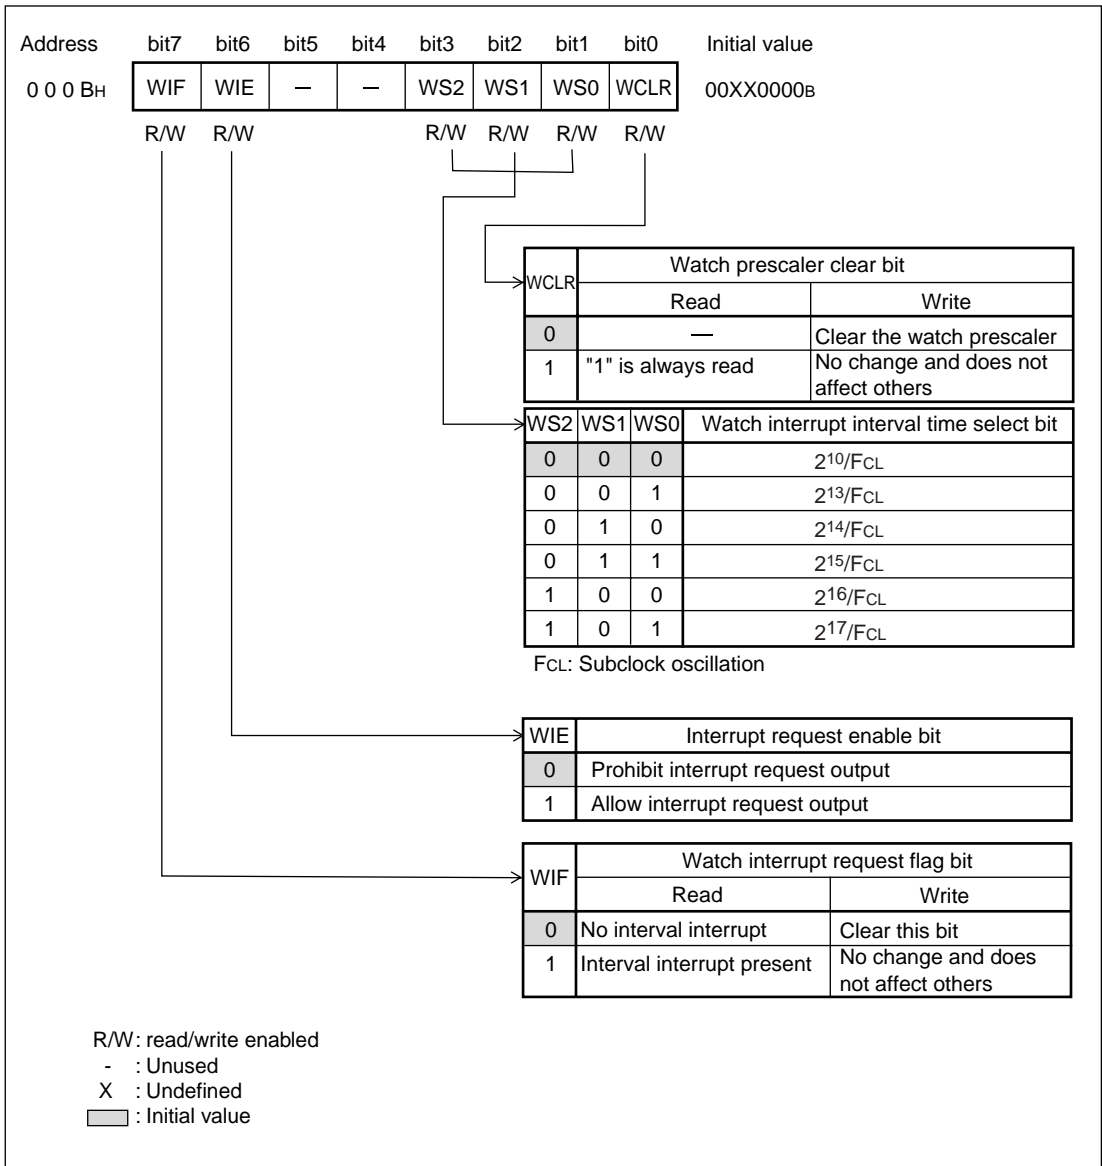 Address bit7 bit6 bit5 bit4 bit3 bit2 bit1 bit0 Initial value
0 0 0 BH WIF WIE — — WS2 WS1 WS0 WCLR 00XX0000B
R/W R/W R/W R/W R/W R/W
WCLR Watch prescaler clear bit
Read Write
0 — Clear the watch prescaler
1 "1" is always read No change and does not
affect others
WS2 WS1 WS0 Watch interrupt interval time select bit
0 0 0 2^10/FCL
0 0 1 2^13/FCL
0 1 0 2^14/FCL
0 1 1 2^15/FCL
1 0 0 2^16/FCL
1 0 1 2^17/FCL
FCL: Subclock oscillation
WIE Interrupt request enable bit
0 Prohibit interrupt request output
1 Allow interrupt request output
WIF Watch interrupt request flag bit
Read Write
0 No interval interrupt Clear this bit
1 Interval interrupt present No change and does
not affect others
R/W: read/write enabled
- : Unused
X : Undefined
: Initial value